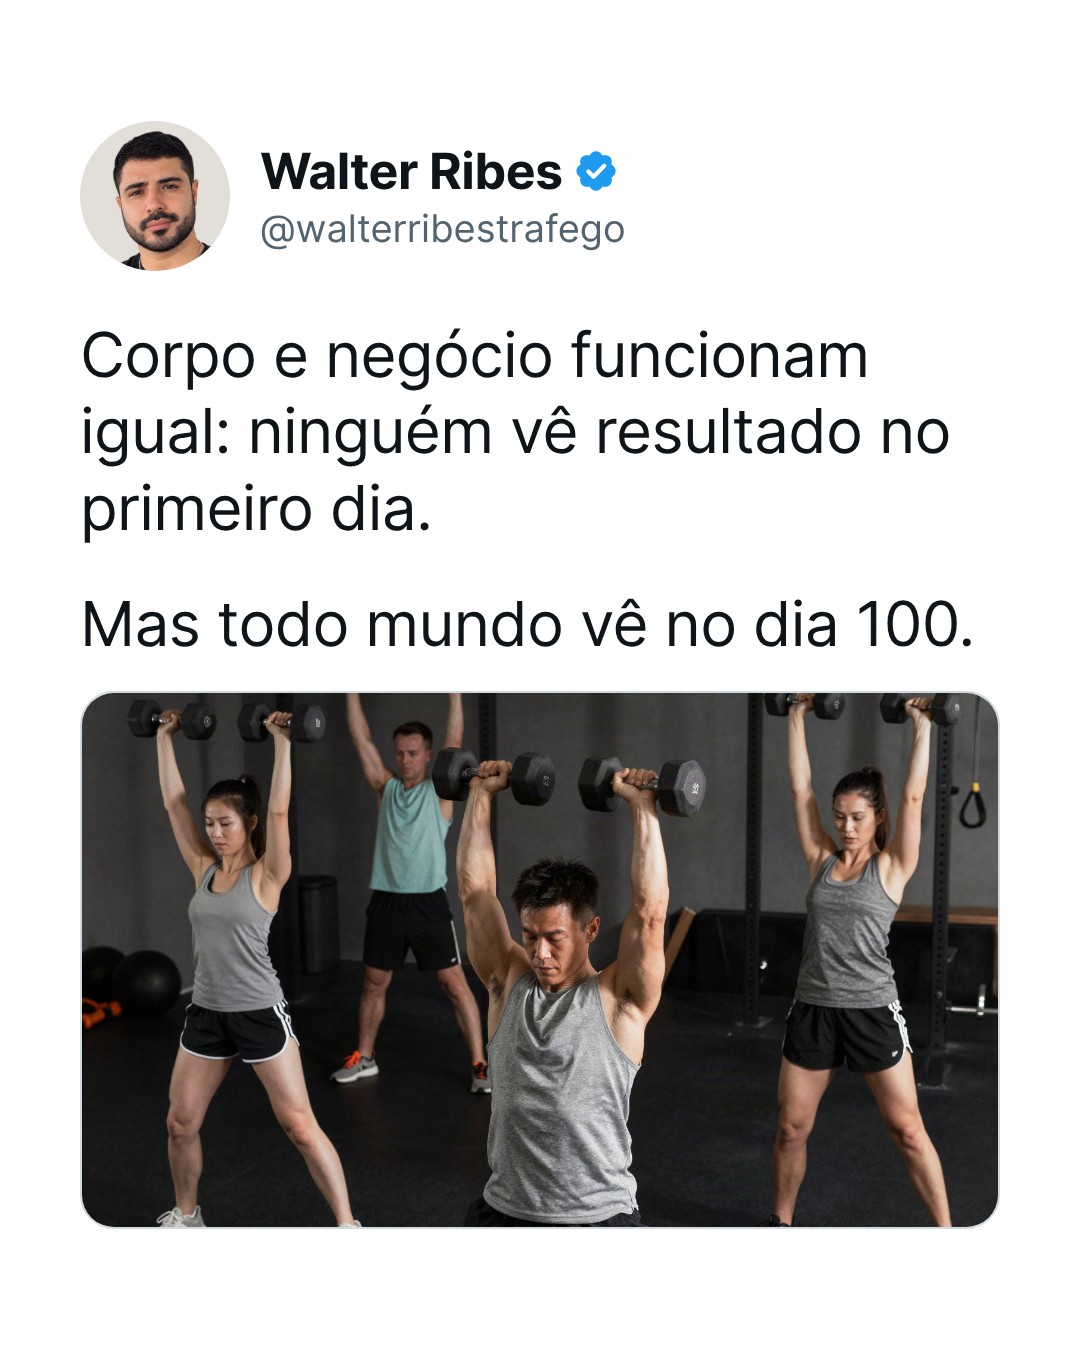 Walter Ribes
@walterribestrafego
Corpo e negócio funcionam
igual: ninguém vê resultado no
primeiro dia.
Mas todo mundo vê no dia 100.